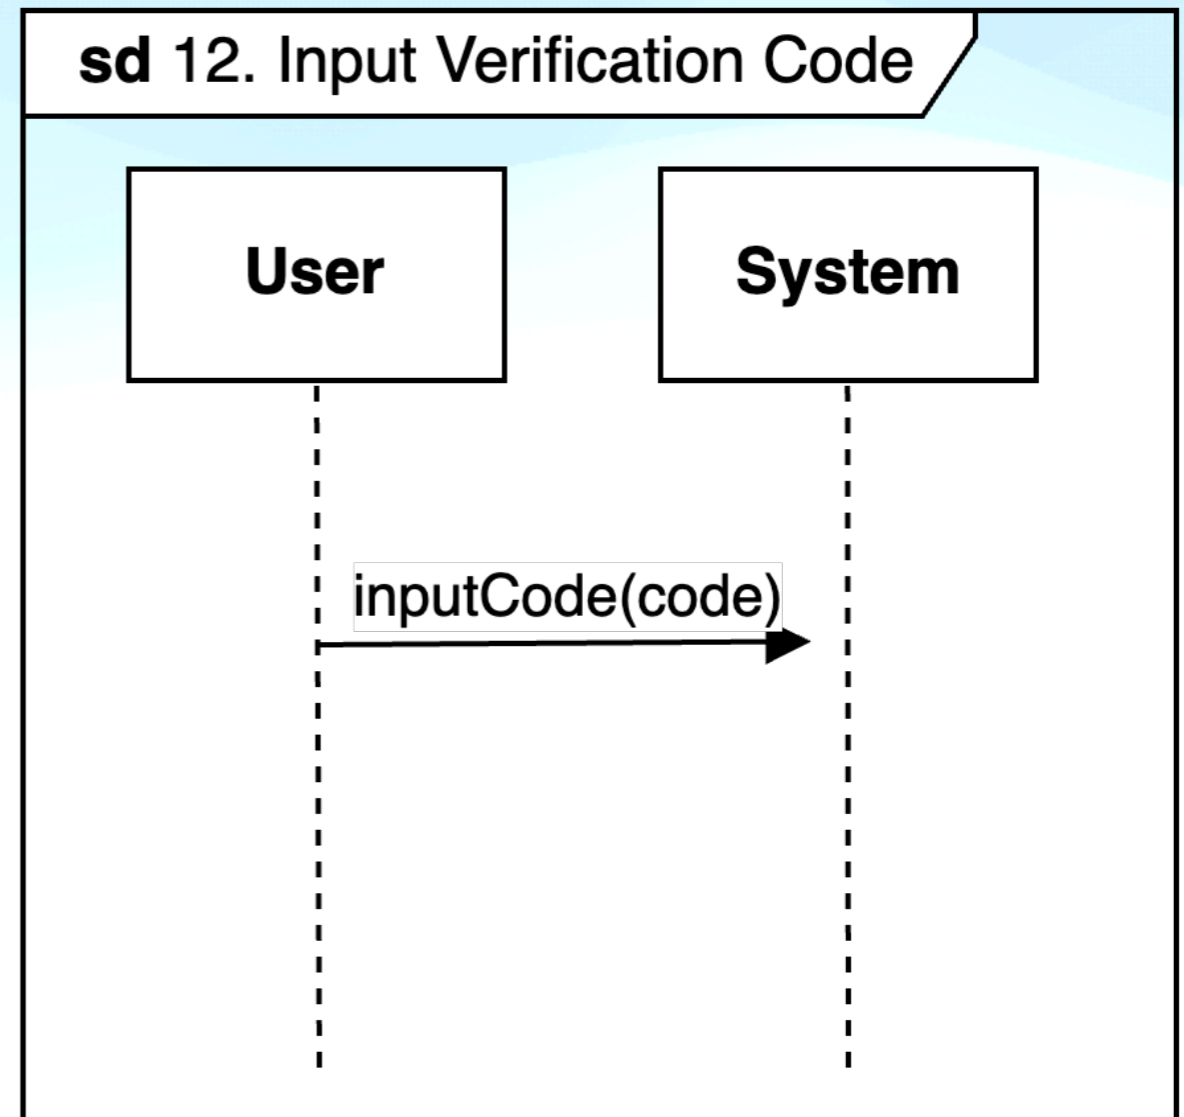 sd 12. Input Verification Code
User
System
inputCode(code)